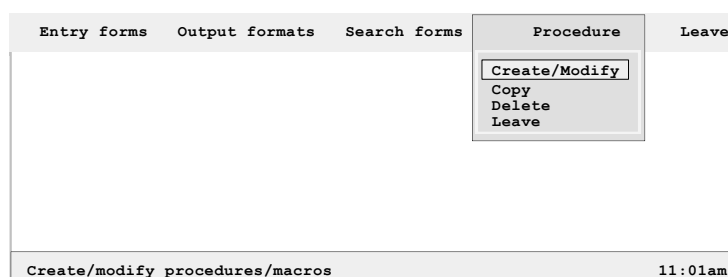 Entry forms Output formats Search forms Procedure Leave
Create/Modify
Copy
Delete
Leave
Create/modify procedures/macros 11:01am